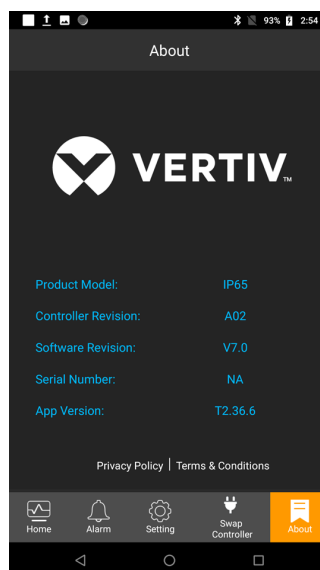 93% 2:54
About
VERTIV™
Product Model: IP65
Controller Revision: A02
Software Revision: V7.0
Serial Number: NA
App Version: T2.36.6
Privacy Policy | Terms & Conditions
Home Alarm Setting Swap Controller About